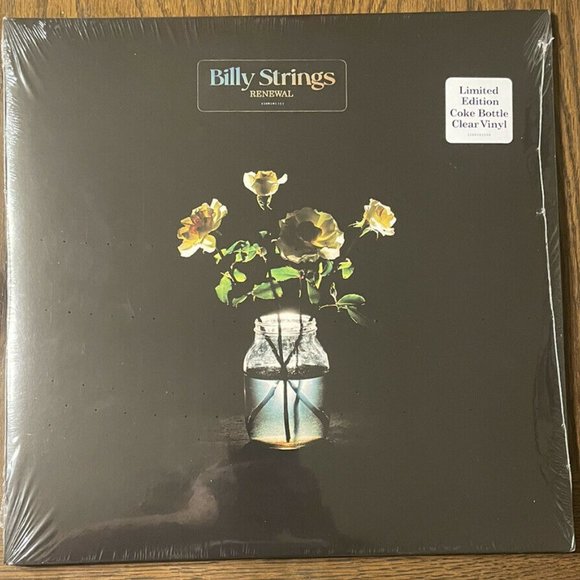 Billy Strings
RENEWAL
Limited
Edition
Coke Bottle
Clear Vinyl